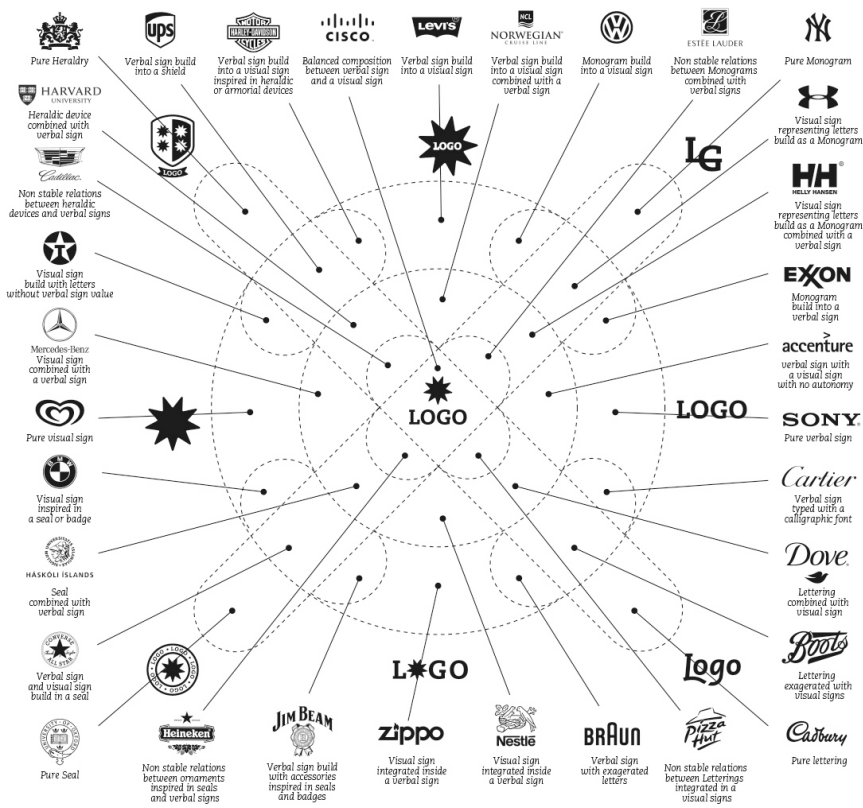 ups
MOTOR
HARLEY-DAVIDSON
CYCLES
CISCO
LEVI'S
NCL
NORWEGIAN
CRUISE LINE
ESTĒE LAUDER
Pure Heraldry
Verbal sign build
into a shield
Verbal sign build
into a visual sign
inspired in heraldic
or armorial devices
Balanced composition
between verbal sign
and a visual sign
Verbal sign build
into a visual sign
Verbal sign build
into a visual sign
combined with a
verbal sign
Monogram build
into a visual sign
Non stable relations
between Monograms
combined with
verbal signs
Pure Monogram
HARVARD
UNIVERSITY
Heraldic device
combined with
verbal sign
Cadillac
Non stable relations
between heraldic
devices and verbal signs
T
Visual sign
build with letters
without verbal sign value
Mercedes-Benz
Visual sign
combined with
a verbal sign
Pure visual sign
BMW
Visual sign
inspired in
a seal or badge
HÁSKÓLI ÍSLANDS
Seal
combined with
verbal sign
CONVERSE
ALL STAR
Verbal sign
and visual sign
build in a seal
Pure Seal
LOGO
LOGO
LG
LOGO
LOGO
LOGO • LOGO • LOGO • LOGO
L GO
Logo
Visual sign
representing letters
build as a Monogram
HH
HELLY HANSEN
Visual sign
representing letters
build as a Monogram
combined with a
verbal sign
EXXON
Monogram
build into a
verbal sign
>
accenture
verbal sign with
a visual sign
with no autonomy
SONY
Pure verbal sign
Cartier
Verbal sign
typed with a
calligraphic font
Dove
Lettering
combined with
visual sign
Boots
Lettering
exagerated with
visual signs
Cadbury
Pure lettering
Heineken
Non stable relations
between ornaments
inspired in seals
and verbal signs
JIM BEAM
Verbal sign build
with accessories
inspired in seals
and badges
zippo
Visual sign
integrated inside
a verbal sign
Nestle
Visual sign
integrated inside
a verbal sign
BRAUN
Verbal sign
with exagerated
letters
Pizza
Hut
Non stable relations
between Letterings
integrated in a
visual signs